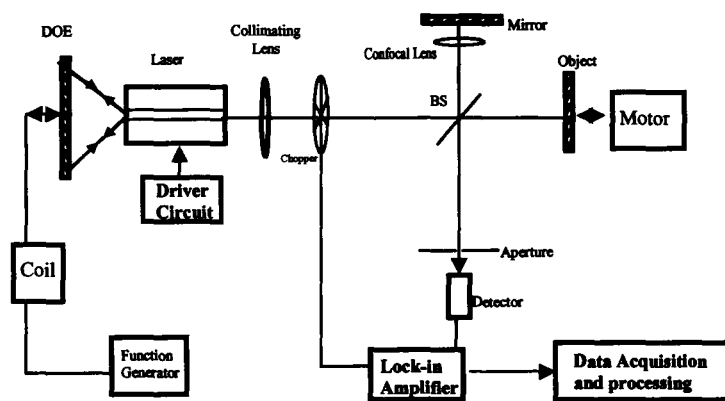 DOE
Laser
Collimating
Lens
Mirror
Confocal Lens
Object
BS
Motor
Chopper
Driver
Circuit
Aperture
Coil
Detector
Function
Generator
Lock-in
Amplifier
Data Acquisition
and processing